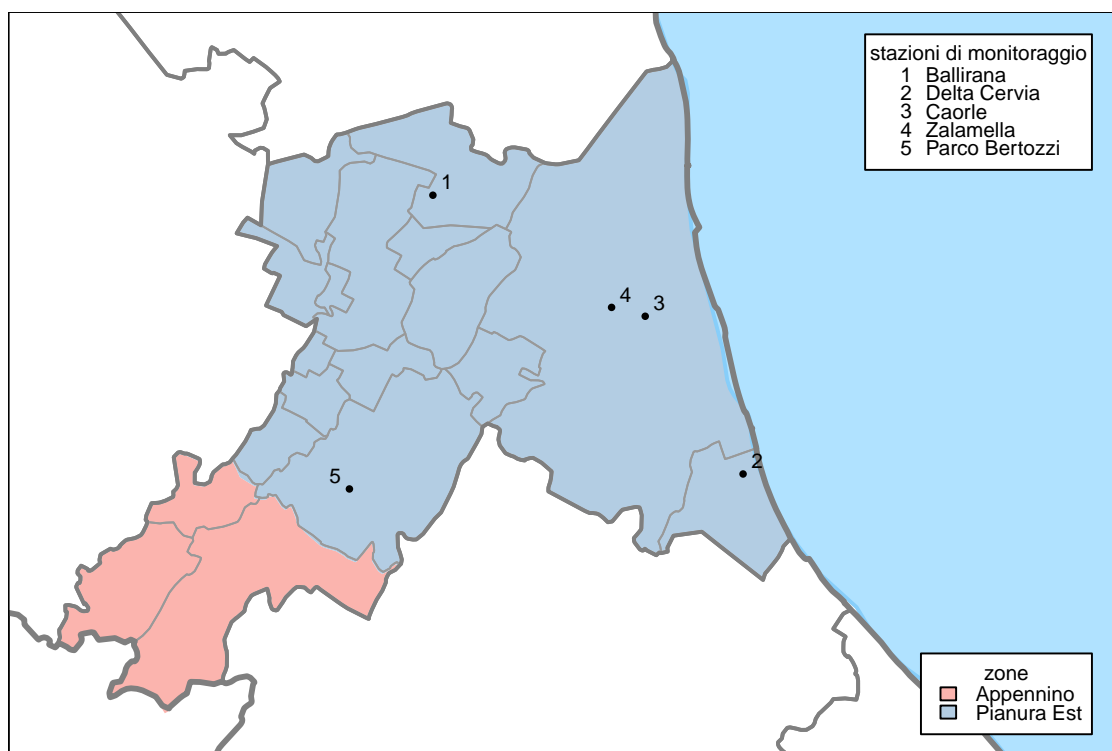 stazioni di monitoraggio
1 Ballirana
2 Delta Cervia
3 Caorle
4 Zalamella
5 Parco Bertozzi
1
4
3
2
5
zone
Appennino
Pianura Est